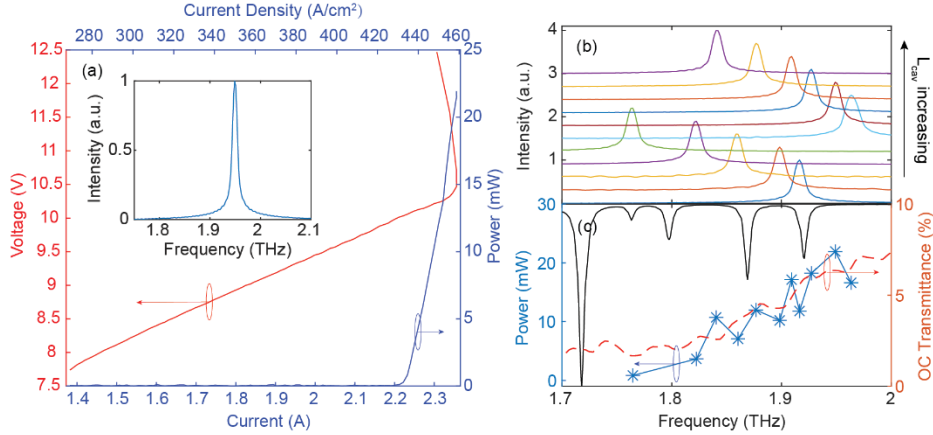 Current Density (A/cm²)
270 300 320 340 360 380 400 420 440 460
(a)
Voltage (V)
12.5
12
11.5
11
10.5
10
9.5
9
8.5
8
7.5
Intensity (a.u.)
1
0.5
0
1.8 1.9 2 2.1
Frequency (THz)
Power (mW)
25
20
15
10
5
0
1.4 1.5 1.6 1.7 1.8 1.9 2 2.1 2.2 2.3
Current (A)
(b)
Intensity (a.u.)
4
3
2
1
L_cav increasing
(c)
Power (mW)
30
20
10
0
OC Transmittance (%)
10
5
0
1.7 1.8 1.9 2
Frequency (THz)